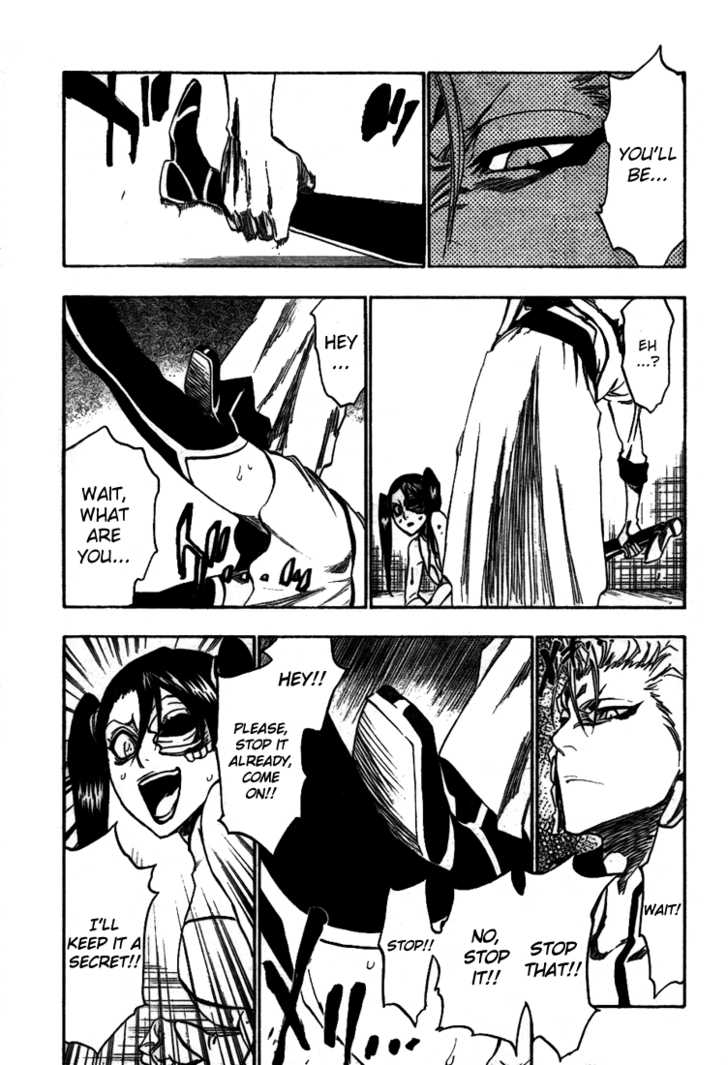 YOU'LL
BE...
EH
...?
HEY
...
WAIT,
WHAT
ARE
YOU...
WAIT!
STOP
THAT!!
NO,
STOP
IT!!
STOP!!
HEY!!
PLEASE,
STOP IT
ALREADY,
COME
ON!!
I'LL
KEEP IT A
SECRET!!